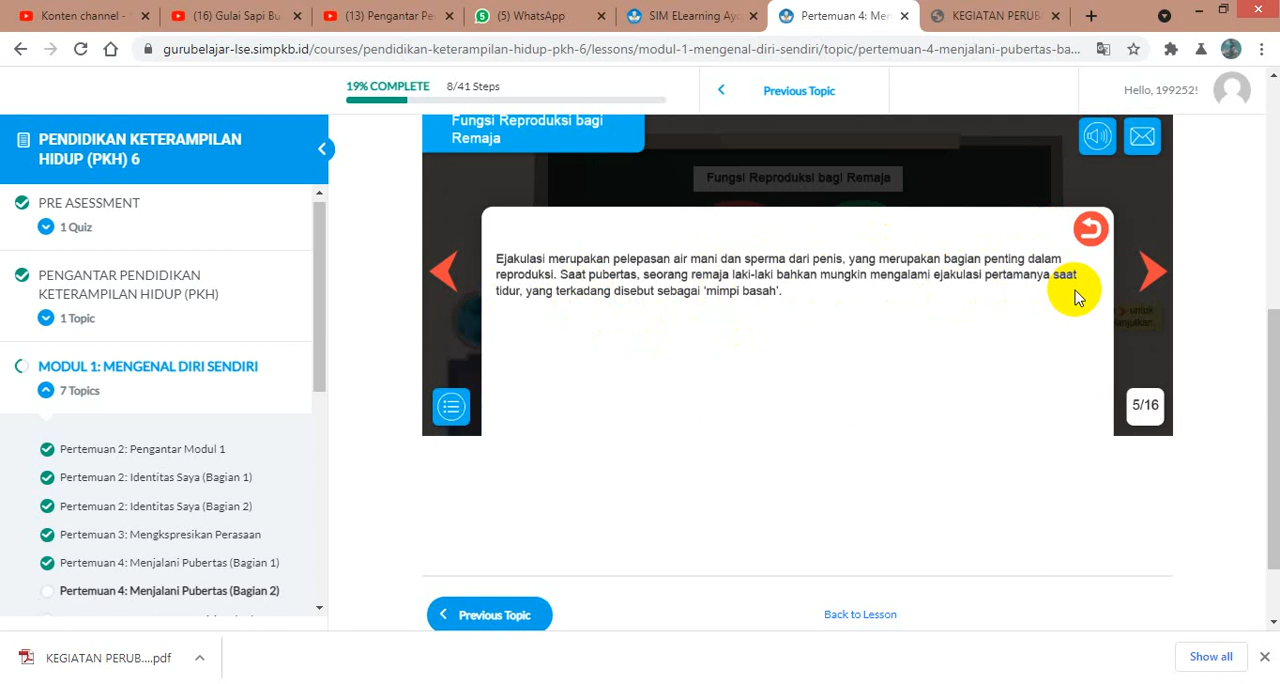 Konten channel -
(16) Gulai Sapi Bu
(13) Pengantar Pe
(5) WhatsApp
SIM ELearning Ayo
Pertemuan 4: Men
KEGIATAN PERUB
gurubelajar-lse.simpkb.id/courses/pendidikan-keterampilan-hidup-pkh-6/lessons/modul-1-mengenal-diri-sendiri/topic/pertemuan-4-menjalani-pubertas-ba...
19% COMPLETE 8/41 Steps
Previous Topic
Hello, 199252!
PENDIDIKAN KETERAMPILAN
HIDUP (PKH) 6
PRE ASESSMENT
1 Quiz
PENGANTAR PENDIDIKAN
KETERAMPILAN HIDUP (PKH)
1 Topic
MODUL 1: MENGENAL DIRI SENDIRI
7 Topics
Pertemuan 2: Pengantar Modul 1
Pertemuan 2: Identitas Saya (Bagian 1)
Pertemuan 2: Identitas Saya (Bagian 2)
Pertemuan 3: Mengkspresikan Perasaan
Pertemuan 4: Menjalani Pubertas (Bagian 1)
Pertemuan 4: Menjalani Pubertas (Bagian 2)
Fungsi Reproduksi bagi
Remaja
Fungsi Reproduksi bagi Remaja
Ejakulasi merupakan pelepasan air mani dan sperma dari penis, yang merupakan bagian penting dalam
reproduksi. Saat pubertas, seorang remaja laki-laki bahkan mungkin mengalami ejakulasi pertamanya saat
tidur, yang terkadang disebut sebagai ‘mimpi basah’.
untuk
5/16
Previous Topic
Back to Lesson
KEGIATAN PERUB....pdf
Show all